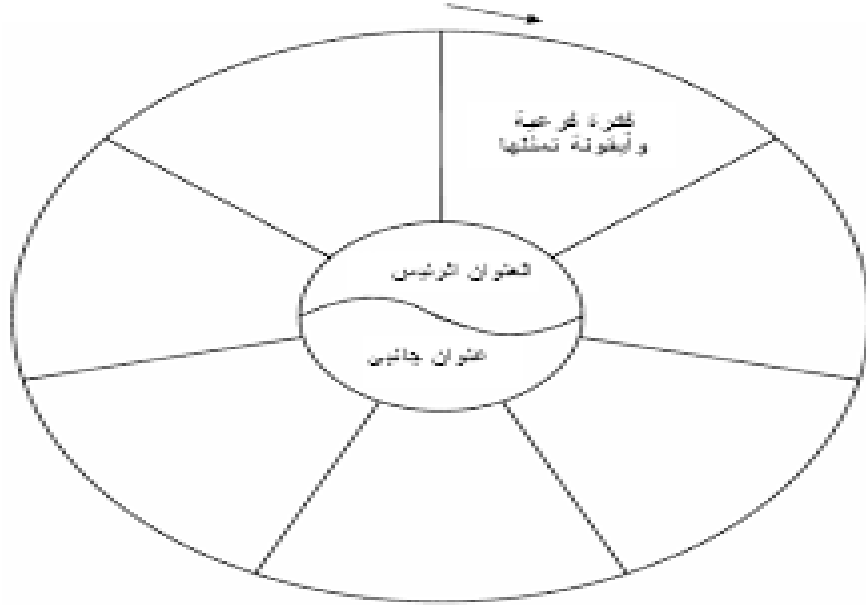 فكرة فرعية
وأيقونة تمثلها
العنوان الرئيس
عنوان جانبي